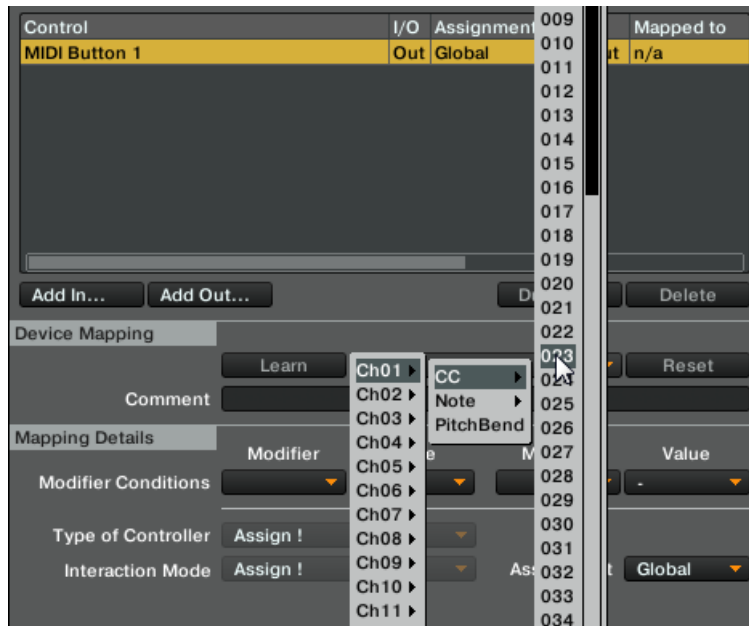 Control I/O Assignment Mapped to
MIDI Button 1 Out Global n/a
009
010
011
012
013
014
015
016
017
018
019
020
021
022
023
024
025
026
027
028
029
030
031
032
033
034
Add In... Add Out... Delete
Device Mapping
Learn Reset
Ch01
Ch02
Ch03
Ch04
Ch05
Ch06
Ch07
Ch08
Ch09
Ch10
Ch11
CC
Note
PitchBend
Comment
Mapping Details
Modifier Value
Modifier Conditions -
Type of Controller Assign !
Interaction Mode Assign ! Global